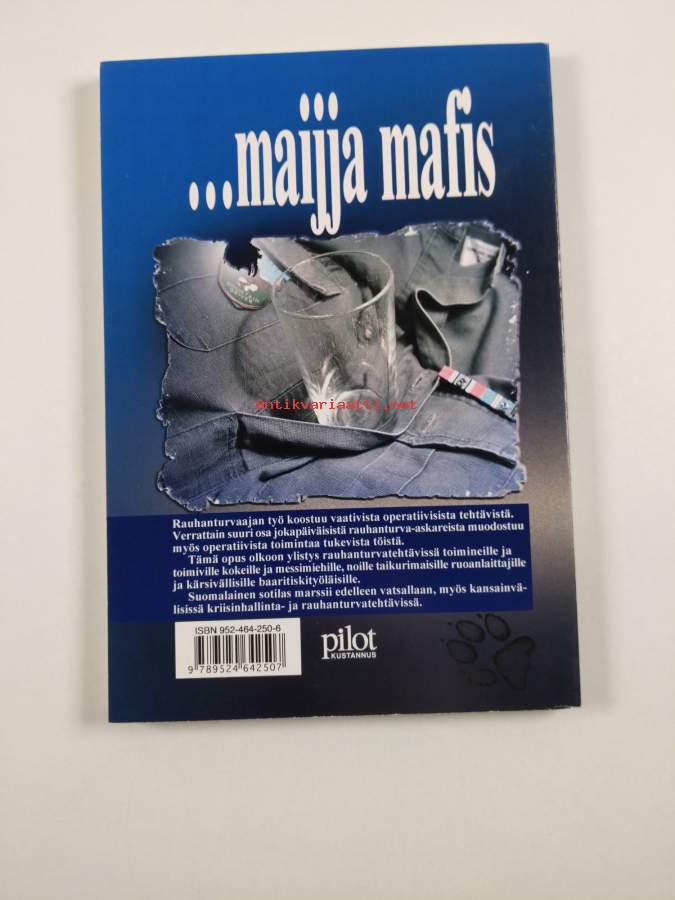 ...maijja mafis
Antikvariaatti.net
Rauhanturvaajan työ koostuu vaativista operatiivisista tehtävistä.
Verrattain suuri osa jokapäiväisistä rauhanturva-askareista muodostuu
myös operatiivista toimintaa tukevista töistä.
Tämä opus olkoon ylistys rauhanturvatehtävissä toimineille ja
toimiville kokeille ja messimiehille, noille taikurimaisille ruoanlaittajille
ja kärsivällisille baaritiskityöläisille.
Suomalainen sotilas marssii edelleen vatsallaan, myös kansainvä-
lisissä kriisinhallinta- ja rauhanturvatehtävissä.
ISBN 952-464-250-6
9 789524 642507
pilot
KUSTANNUS